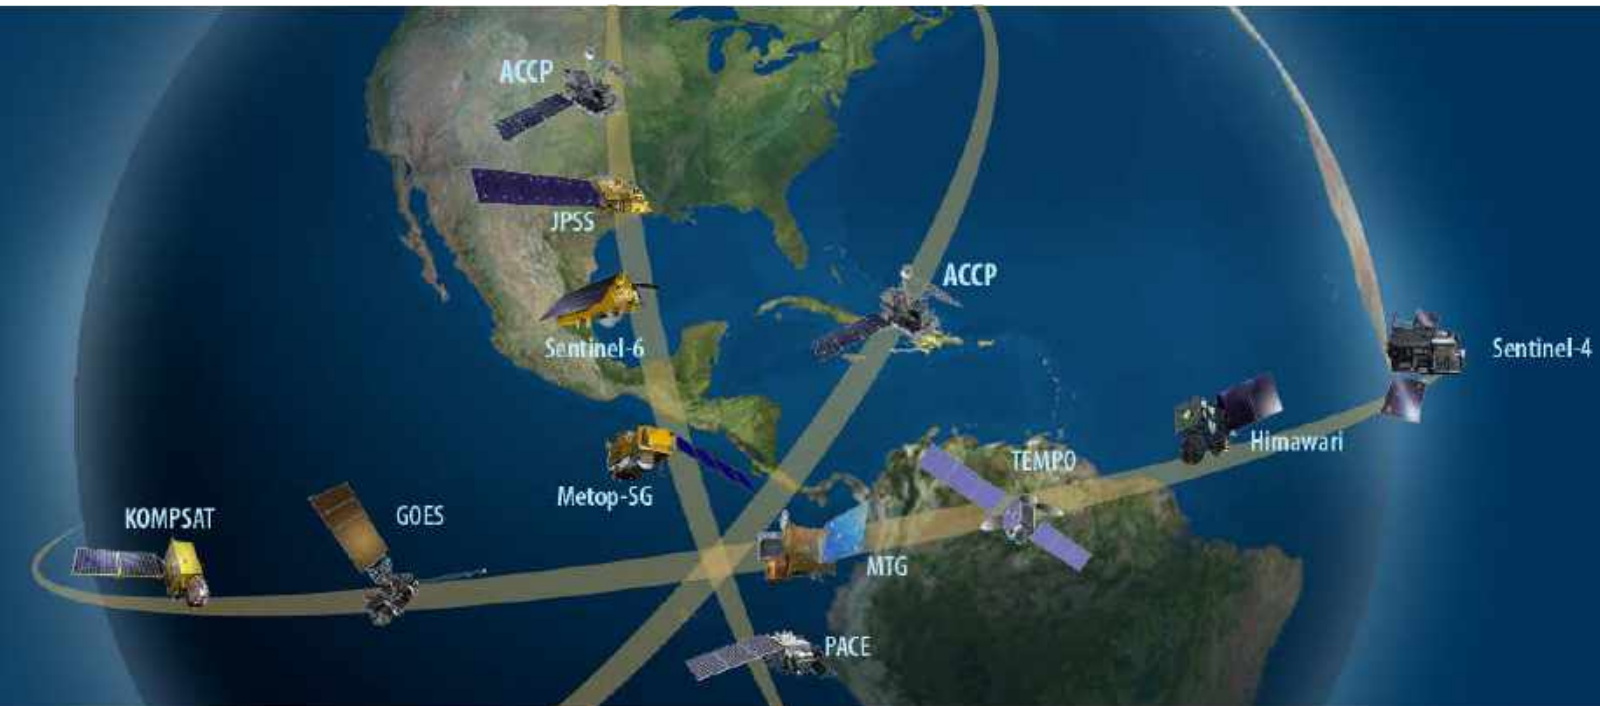 ACCP
JPSS
ACCP
Sentinel-6
Sentinel-4
Himawari
TEMPO
Metop-SG
KOMPSAT
GOES
MTG
PACE